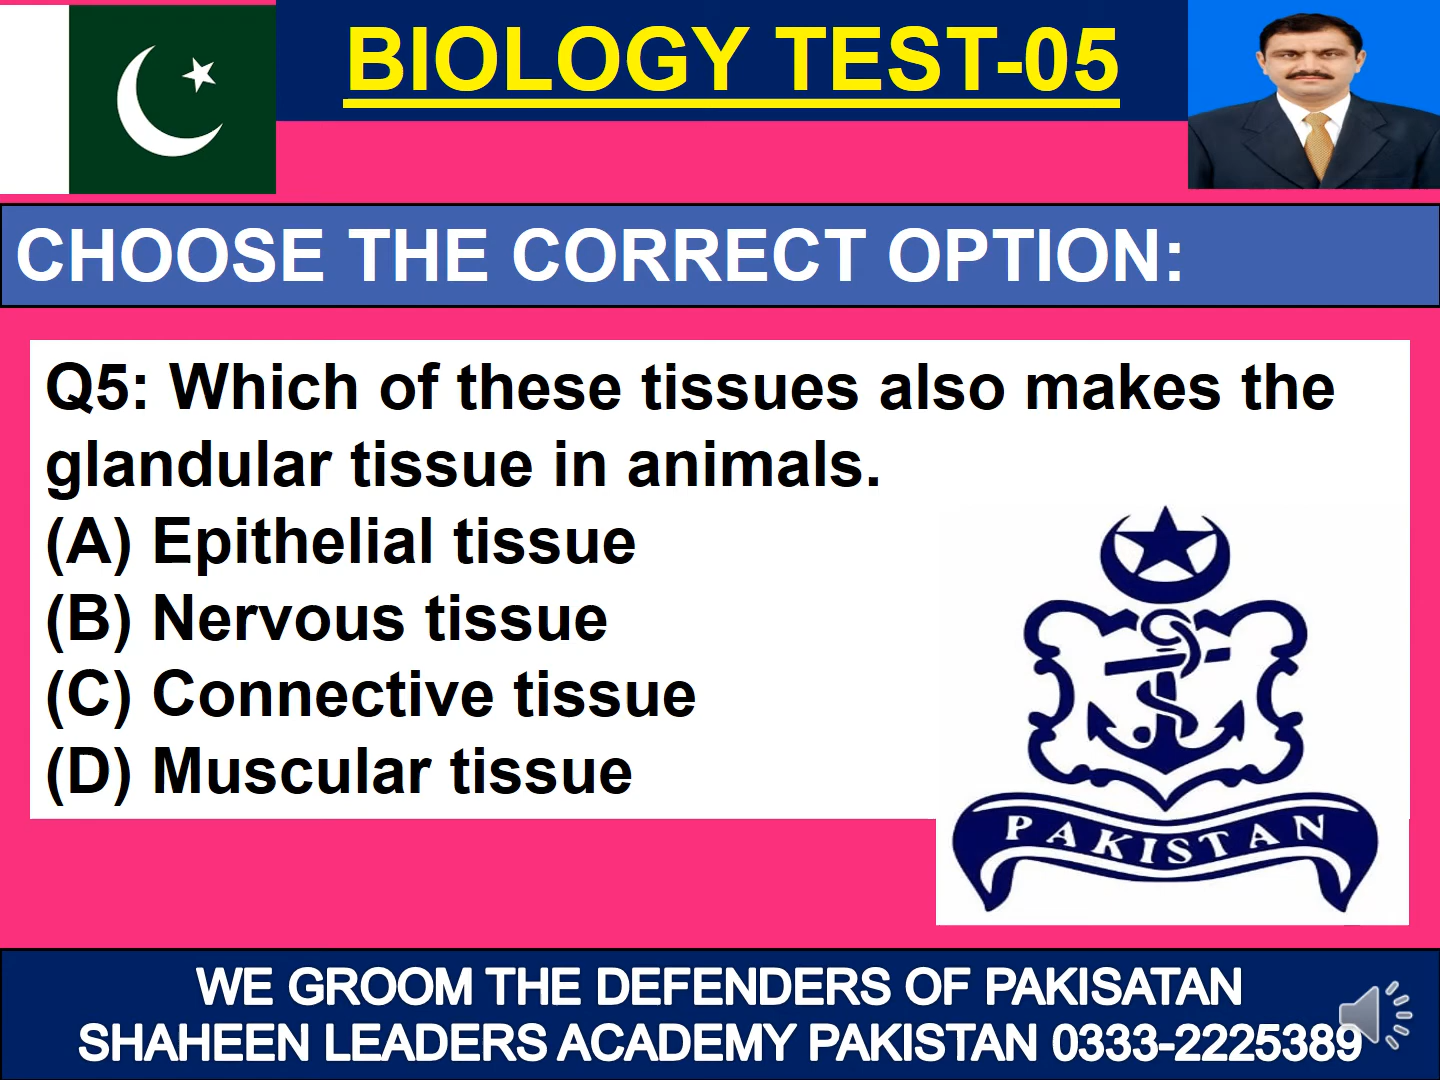 BIOLOGY TEST-05
CHOOSE THE CORRECT OPTION:
Q5: Which of these tissues also makes the
glandular tissue in animals.
(A) Epithelial tissue
(B) Nervous tissue
(C) Connective tissue
(D) Muscular tissue
PAKISTAN
WE GROOM THE DEFENDERS OF PAKISATAN
SHAHEEN LEADERS ACADEMY PAKISTAN 0333-2225389